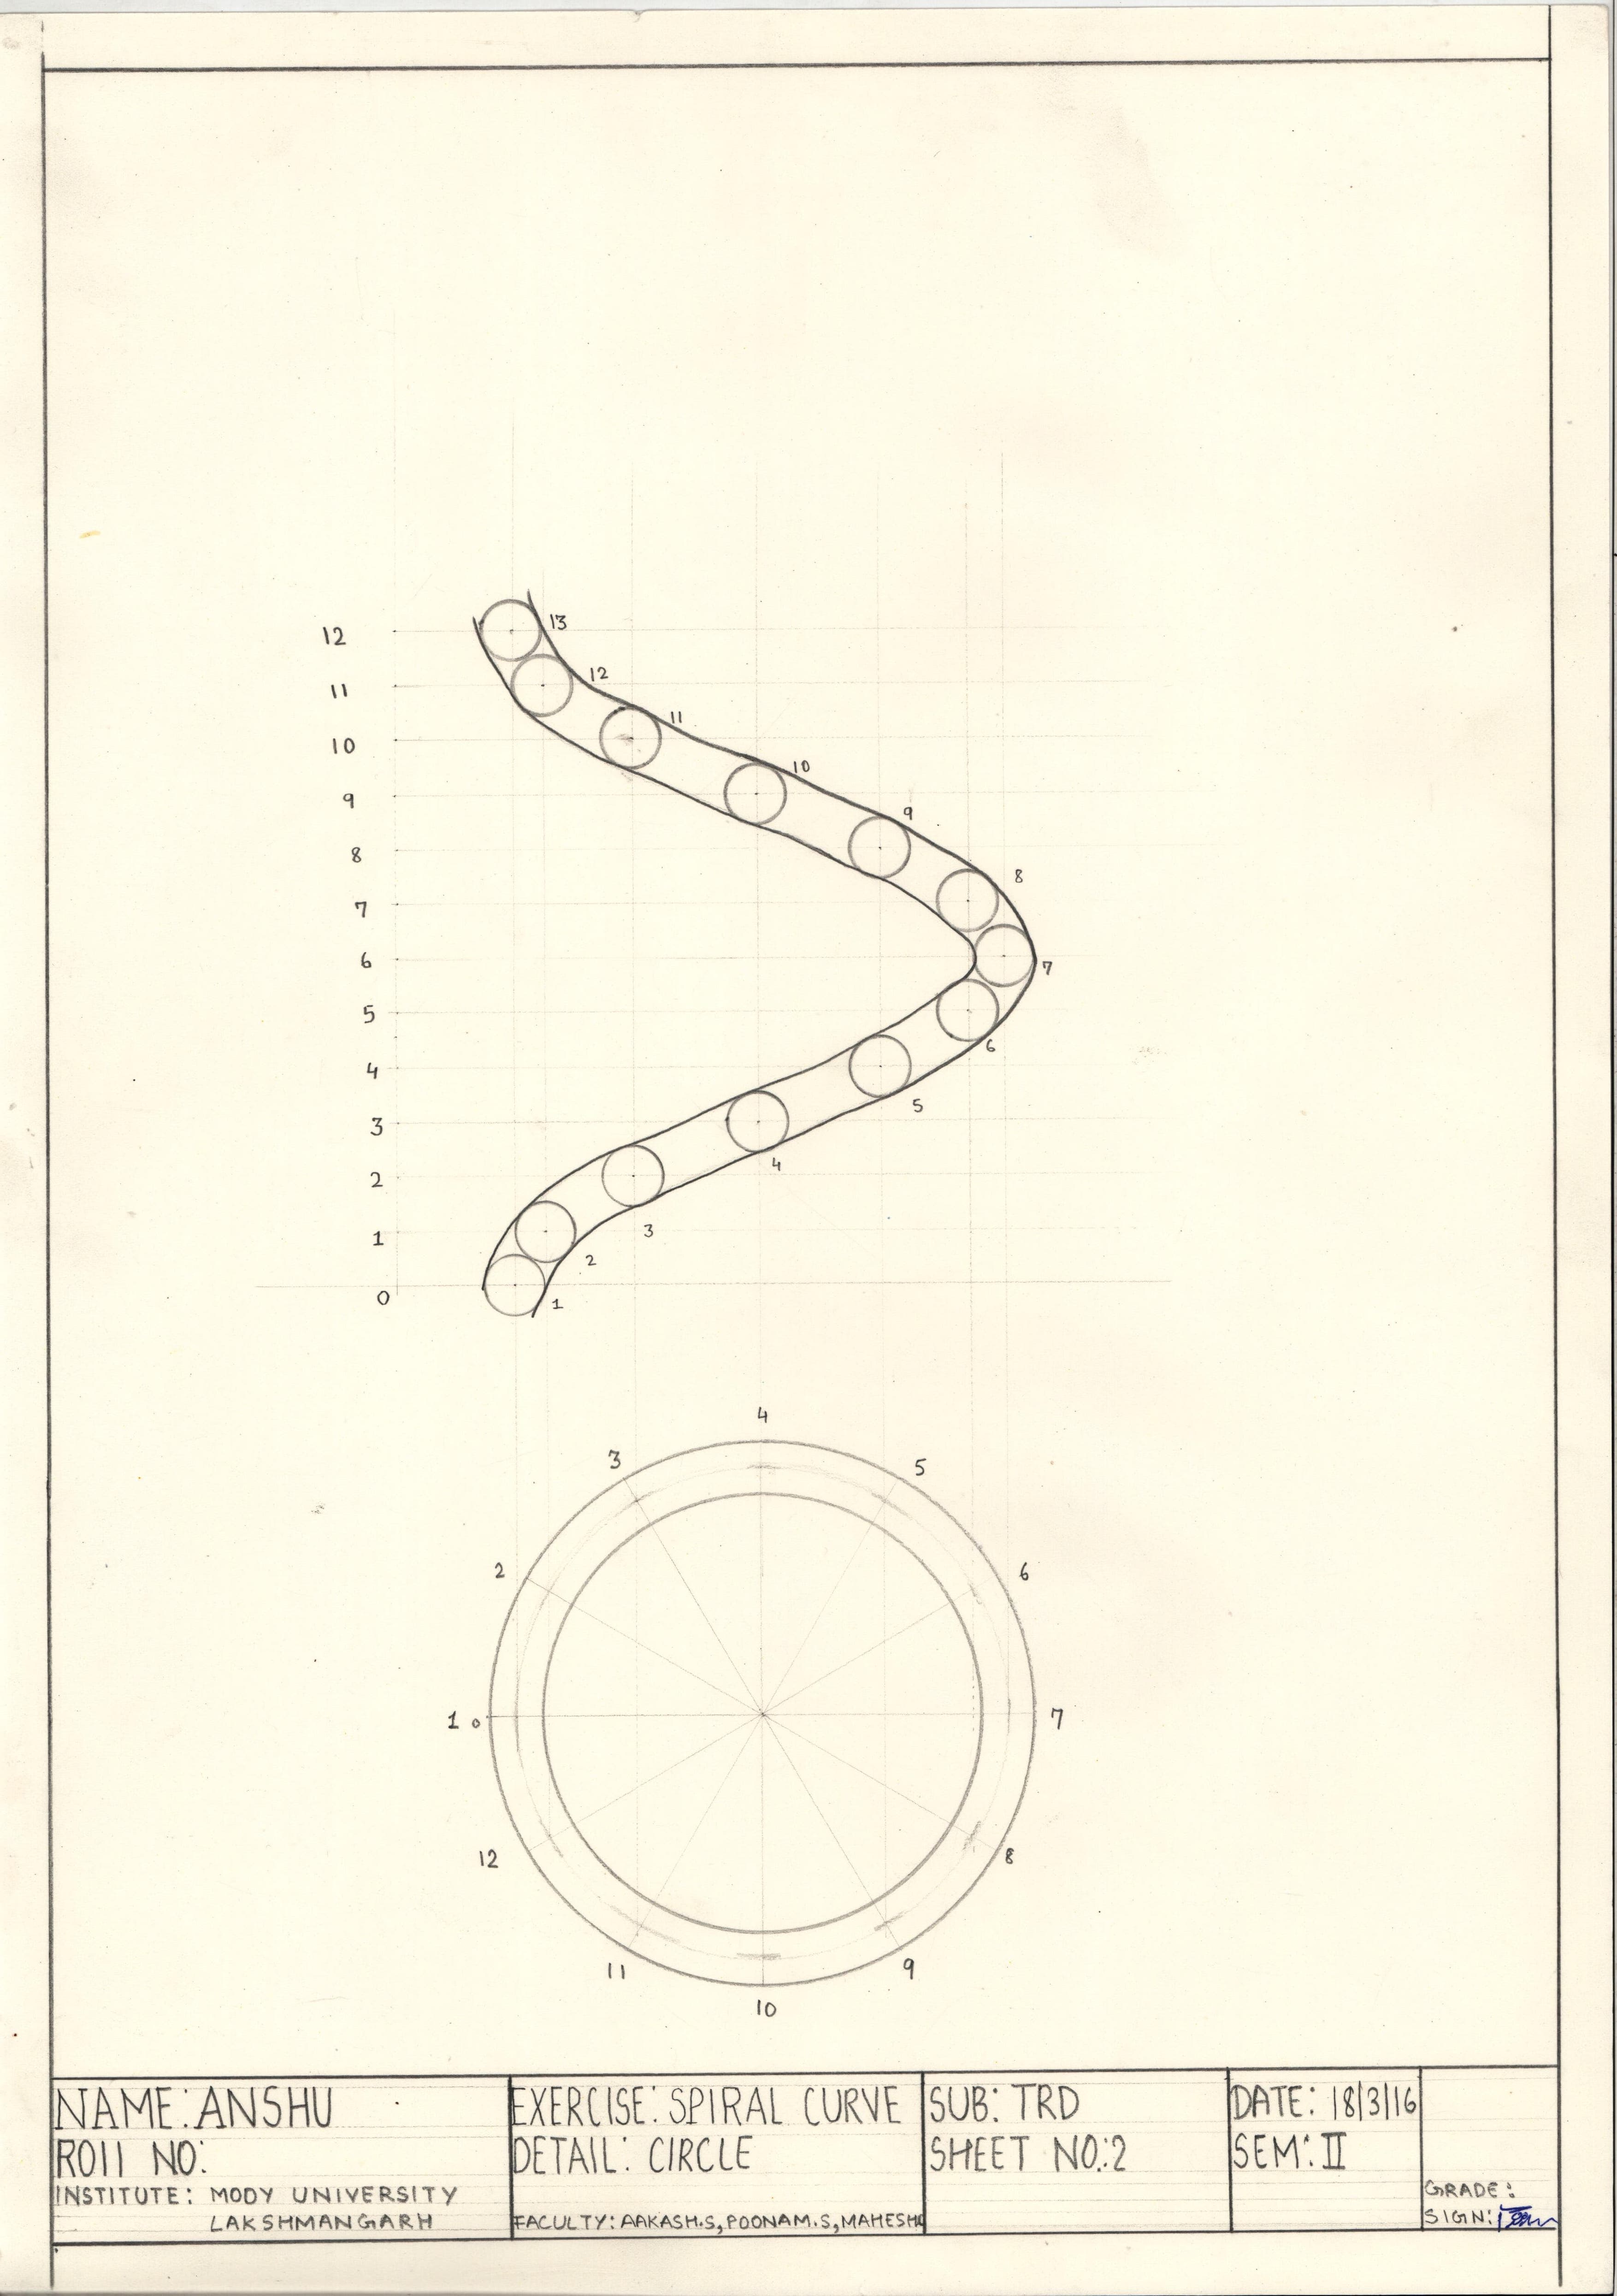 13
12
12
11
11
10
10
9
9
8
8
7
6
7
5
6
4
5
3
4
2
3
1
2
0
1
4
3
5
2
6
1 0
7
12
8
11
9
10
NAME: ANSHU
ROll NO:
INSTITUTE: MODY UNIVERSITY
LAKSHMANGARH
EXERCISE: SPIRAL CURVE
DETAIL: CIRCLE
FACULTY: AAKASH.S, POONAM.S, MAHESH
SUB: TRD
SHEET NO.:2
DATE: 18/3/16
SEM: II
GRADE:
SIGN: